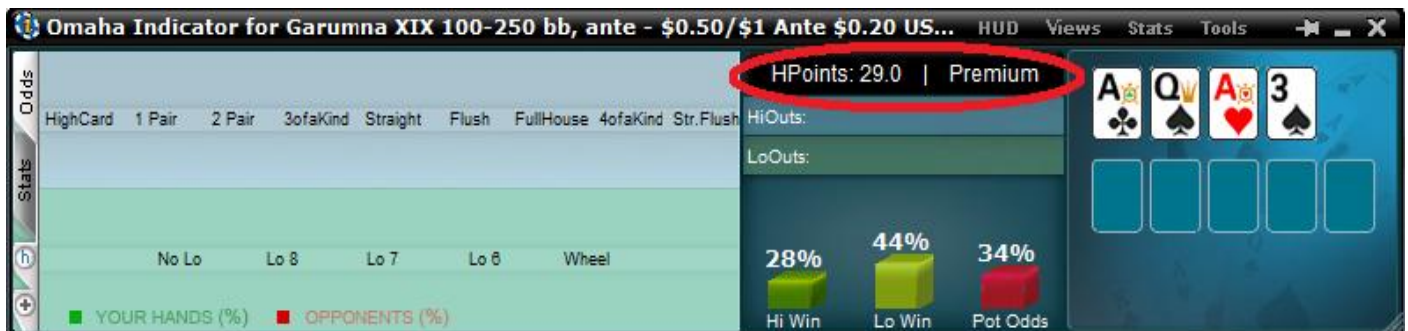 Omaha Indicator for Garumna XIX 100-250 bb, ante - $0.50/$1 Ante $0.20 US... HUD Views Stats Tools
Odds
Stats
h
HighCard 1 Pair 2 Pair 3ofaKind Straight Flush FullHouse 4ofaKind Str.Flush
No Lo Lo 8 Lo 7 Lo 6 Wheel
YOUR HANDS (%) OPPONENTS (%)
HPoints: 29.0 | Premium
HiOuts:
LoOuts:
28% 44% 34%
Hi Win Lo Win Pot Odds
A Q A 3